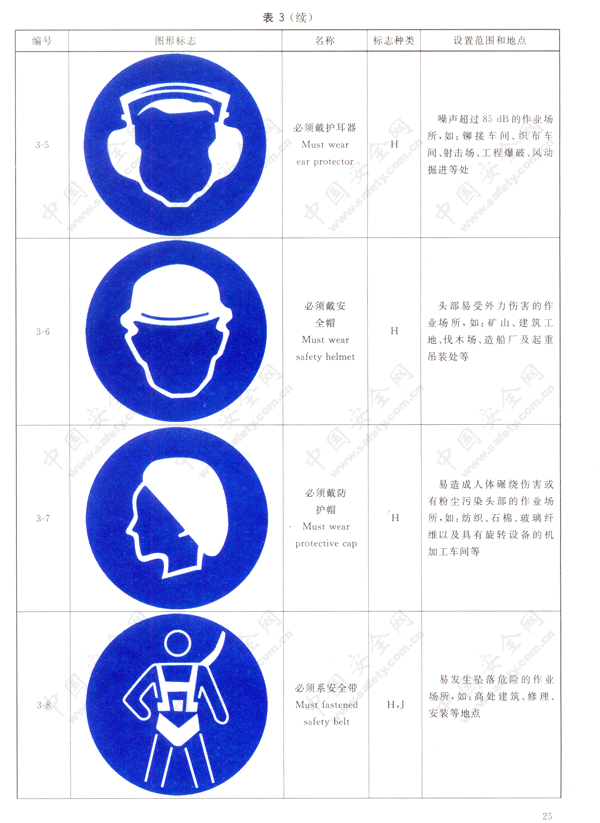 表 3（续）
编号 图形标志 名称 标志种类 设置范围和地点
3-5
必须戴护耳器
Must wear
ear protector
H
噪声超过 85 dB 的作业场
所，如：铆接车间、织布车
间、射击场、工程爆破、风动
掘进等处
3-6
必须戴安
全帽
Must wear
safety helmet
H
头部易受外力伤害的作
业场所，如：矿山、建筑工
地、伐木场、造船厂及起重
吊装处等
3-7
必须戴防
护帽
Must wear
protective cap
H
易造成人体碾绕伤害或
有粉尘污染头部的作业场
所，如：纺织、石棉、玻璃纤
维以及具有旋转设备的机
加工车间等
3-8
必须系安全带
Must fastened
safety belt
H,J
易发生坠落危险的作业
场所，如：高处建筑、修理、
安装等地点
25
中国安全网
www.safety.com.cn